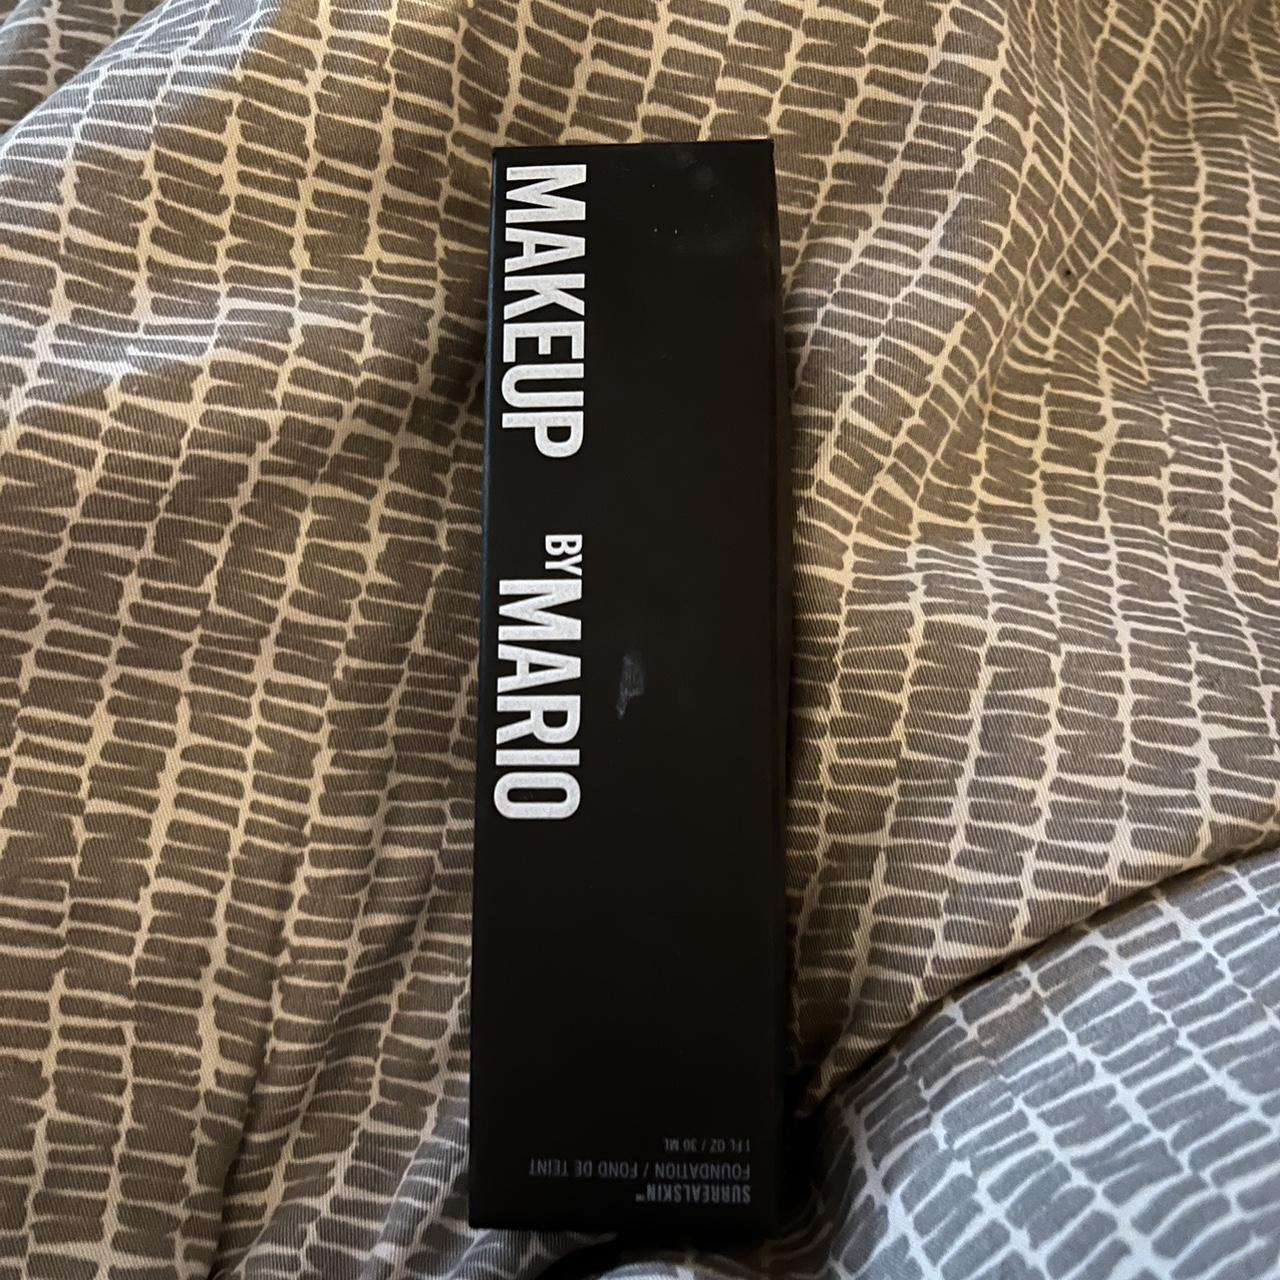 MAKEUP BY MARIO
SURREALSKIN™
FOUNDATION / FOND DE TEINT
1 FL OZ / 30 ML